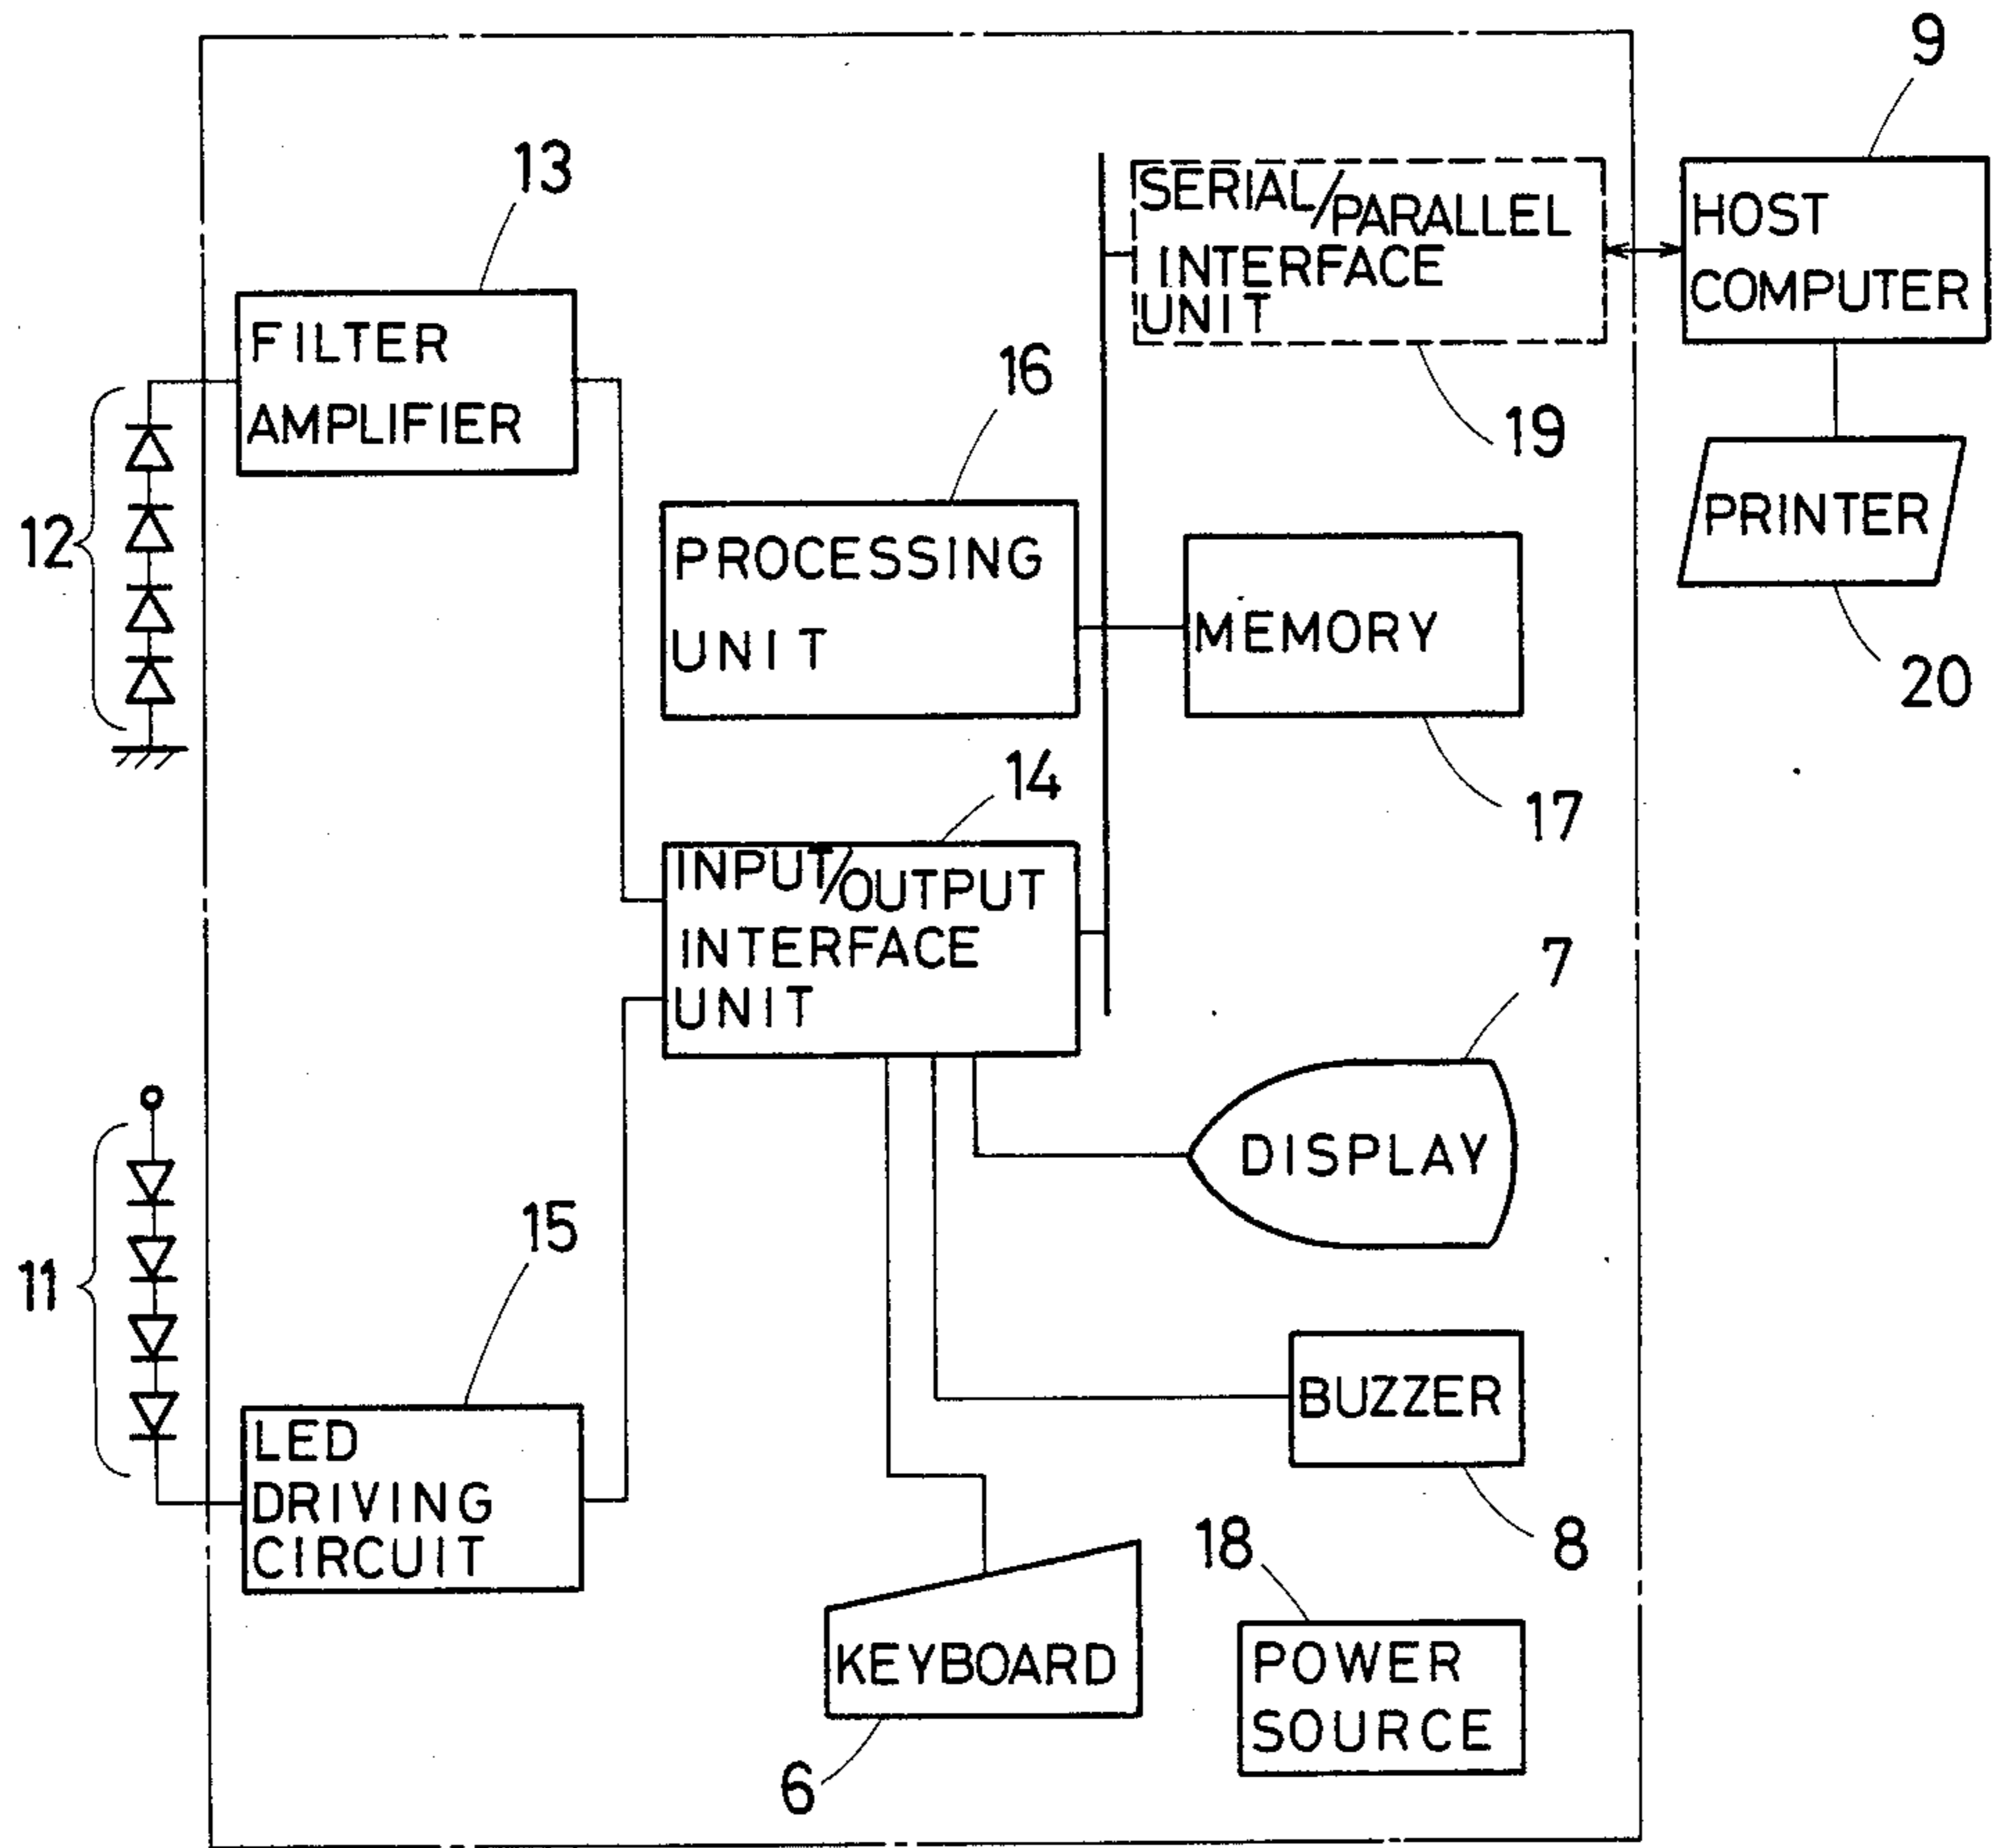 9
13
SERIAL/PARALLEL
INTERFACE
UNIT
HOST
COMPUTER
FILTER
AMPLIFIER
16
19
12
PROCESSING
UNIT
MEMORY
PRINTER
20
14
17
INPUT/OUTPUT
INTERFACE
UNIT
7
DISPLAY
11
15
LED
DRIVING
CIRCUIT
BUZZER
8
18
KEYBOARD
6
POWER
SOURCE